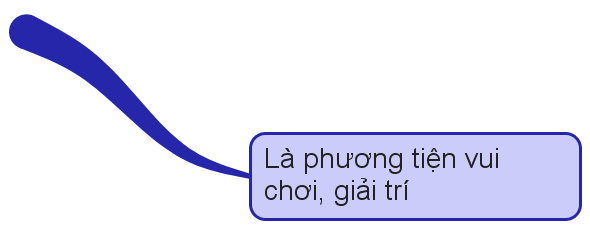 Là phương tiện vui
chơi, giải trí